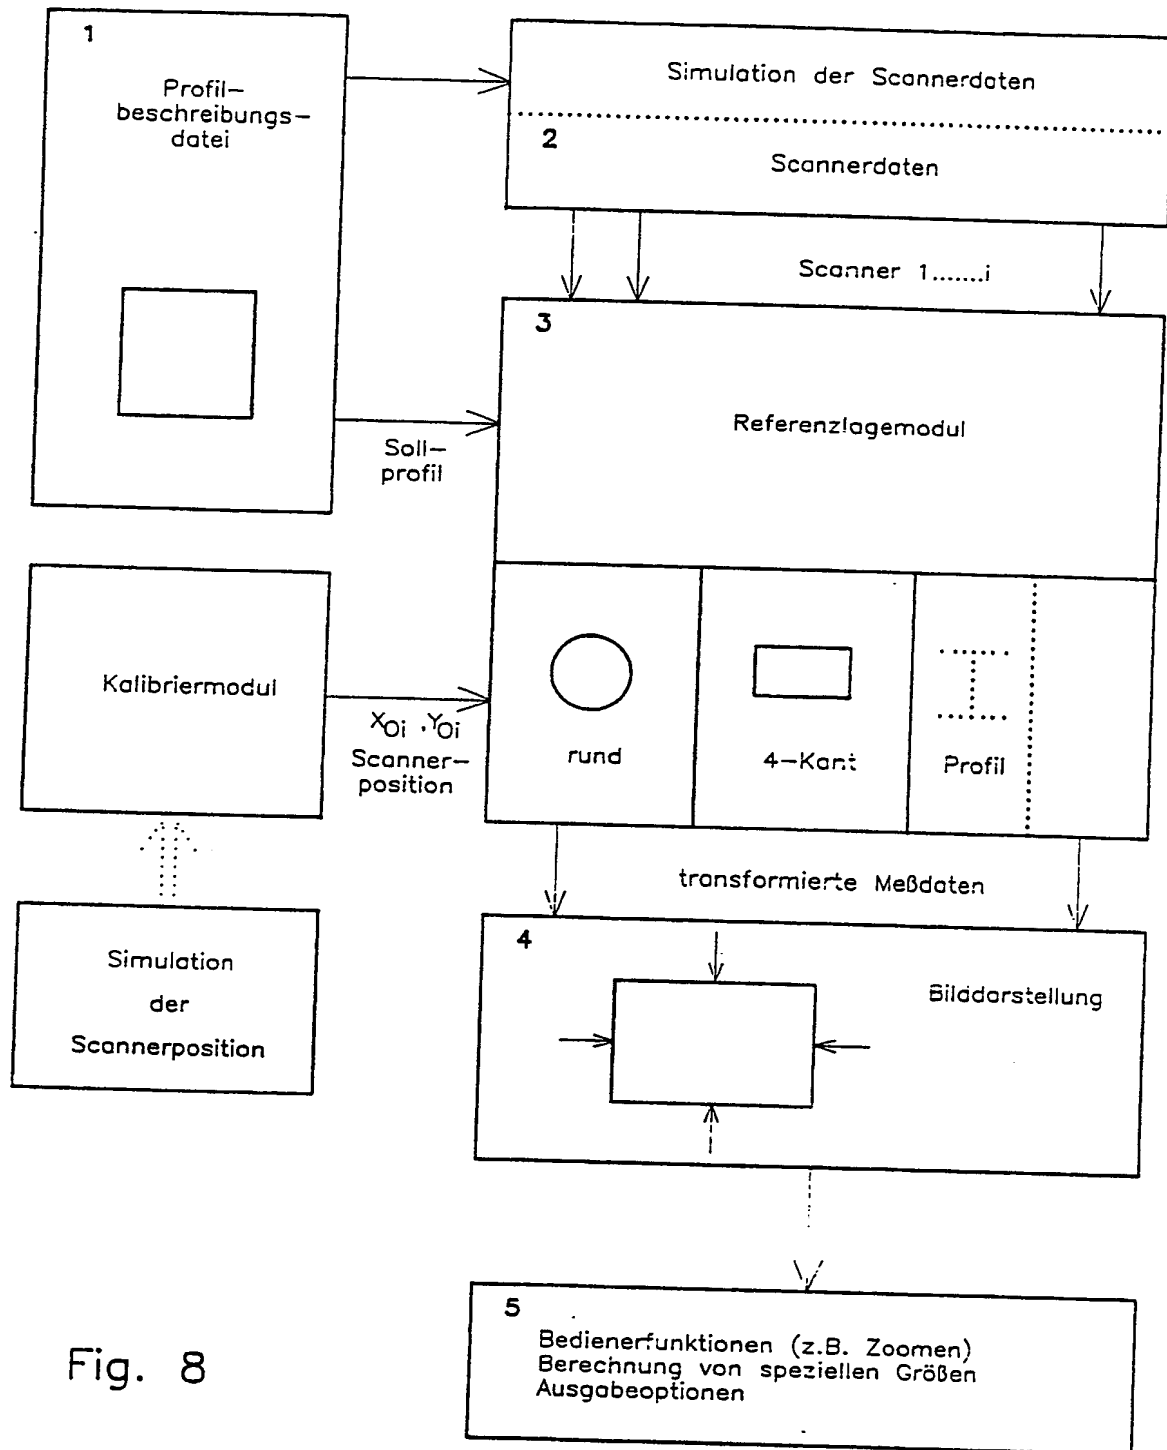 1
Profil-
beschreibungs-
datei
Simulation der Scannerdaten
2
Scannerdaten
Scanner 1.......i
3
Referenzlagemodul
Soll-
profil
Kalibriermodul
X0i ,Y0i
Scanner-
position
rund
4-Kant
Profil
transformierte Meßdaten
Simulation
der
Scannerposition
4
Bilddarstellung
5
Bedienerfunktionen (z.B. Zoomen)
Berechnung von speziellen Größen
Ausgabeoptionen
Fig. 8